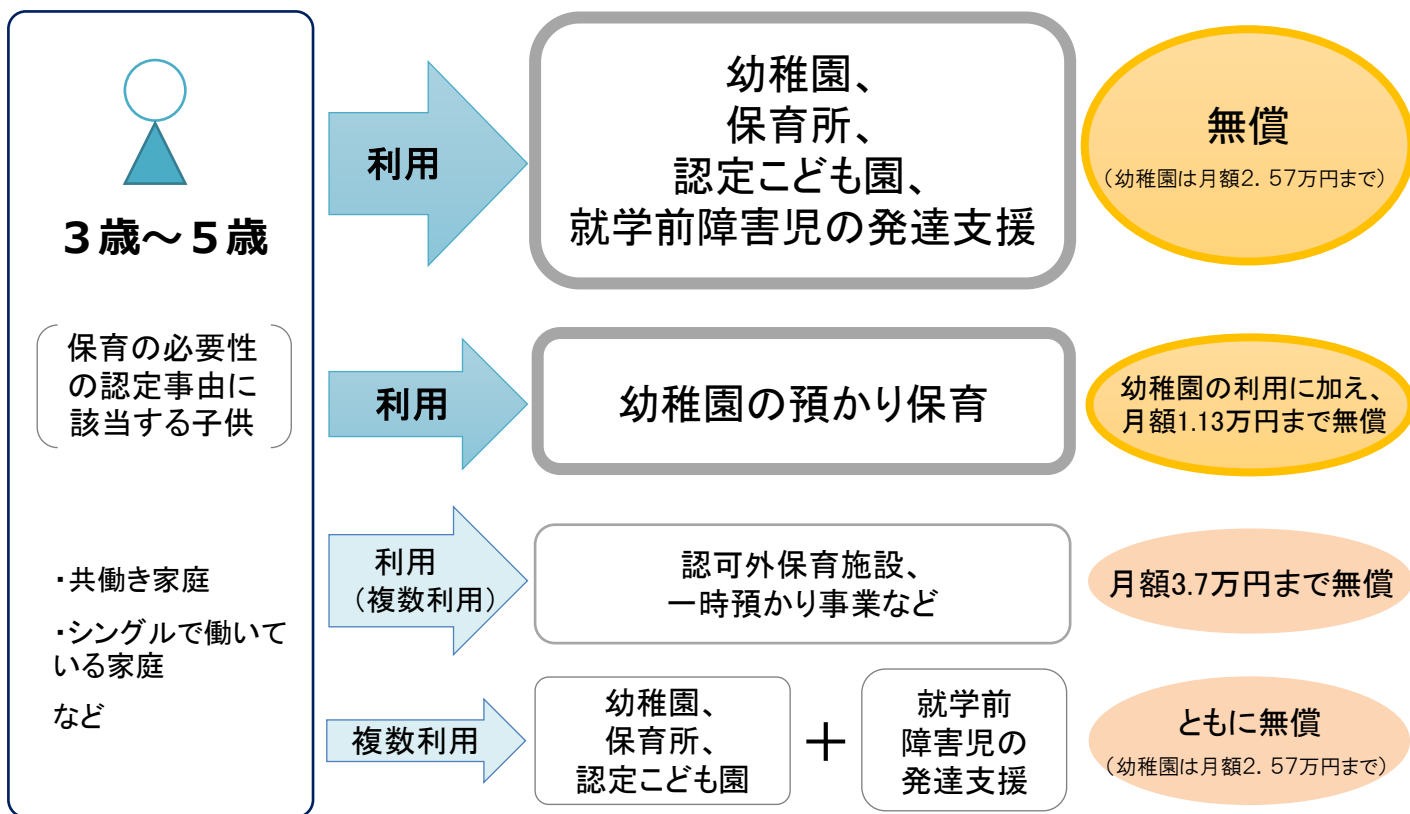 3歳～5歳
保育の必要性
の認定事由に
該当する子供
・共働き家庭
・シングルで働いて
いる家庭
など
利用
幼稚園、
保育所、
認定こども園、
就学前障害児の発達支援
無償
（幼稚園は月額2．57万円まで）
利用
幼稚園の預かり保育
幼稚園の利用に加え、
月額1.13万円まで無償
利用
（複数利用）
認可外保育施設、
一時預かり事業など
月額3.7万円まで無償
複数利用
幼稚園、
保育所、
認定こども園
＋
就学前
障害児の
発達支援
ともに無償
（幼稚園は月額2．57万円まで）